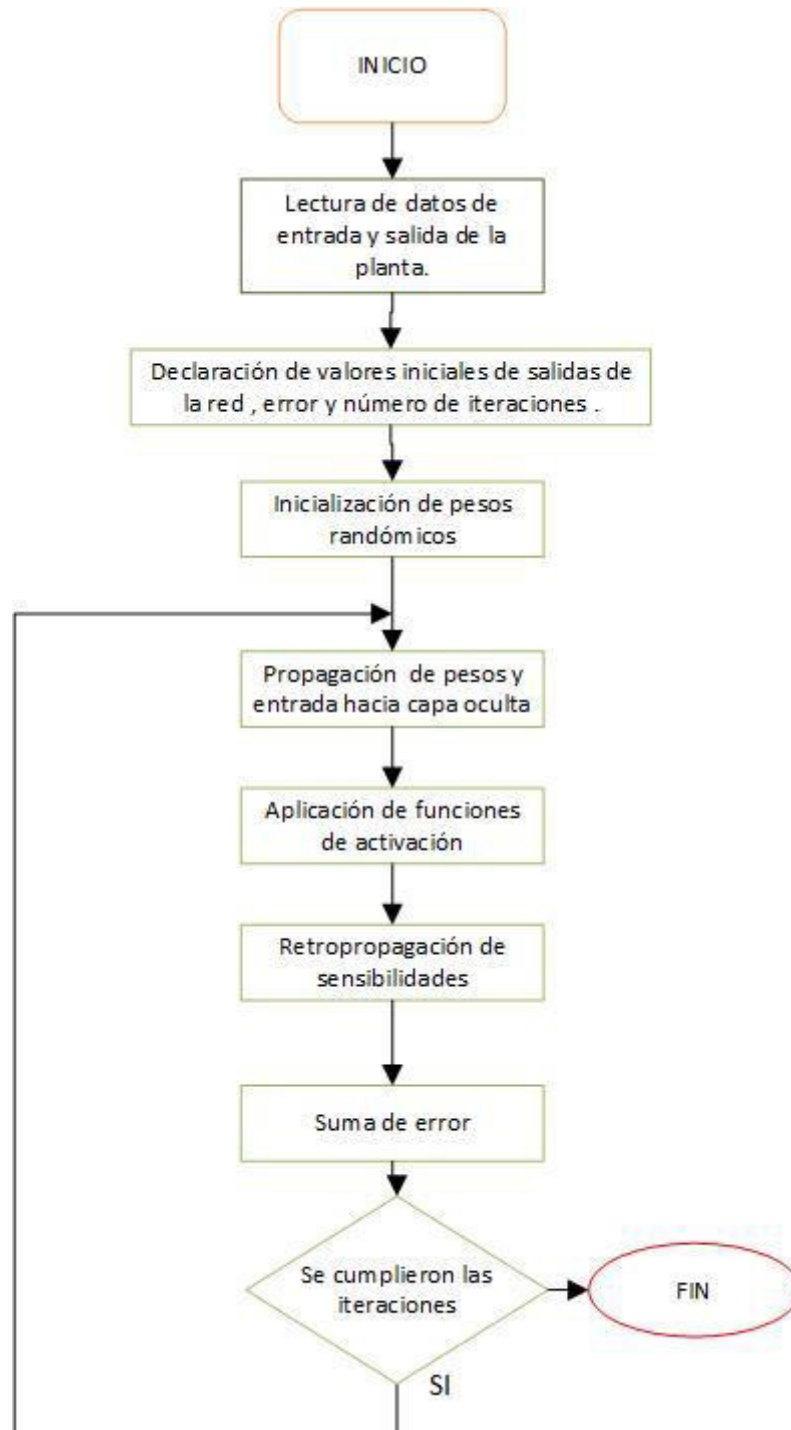 INICIO
Lectura de datos de
entrada y salida de la
planta.
Declaración de valores iniciales de salidas de
la red , error y número de iteraciones .
Inicialización de pesos
randómicos
Propagación de pesos y
entrada hacia capa oculta
Aplicación de funciones
de activación
Retropropagación de
sensibilidades
Suma de error
Se cumplieron las
iteraciones
FIN
SI